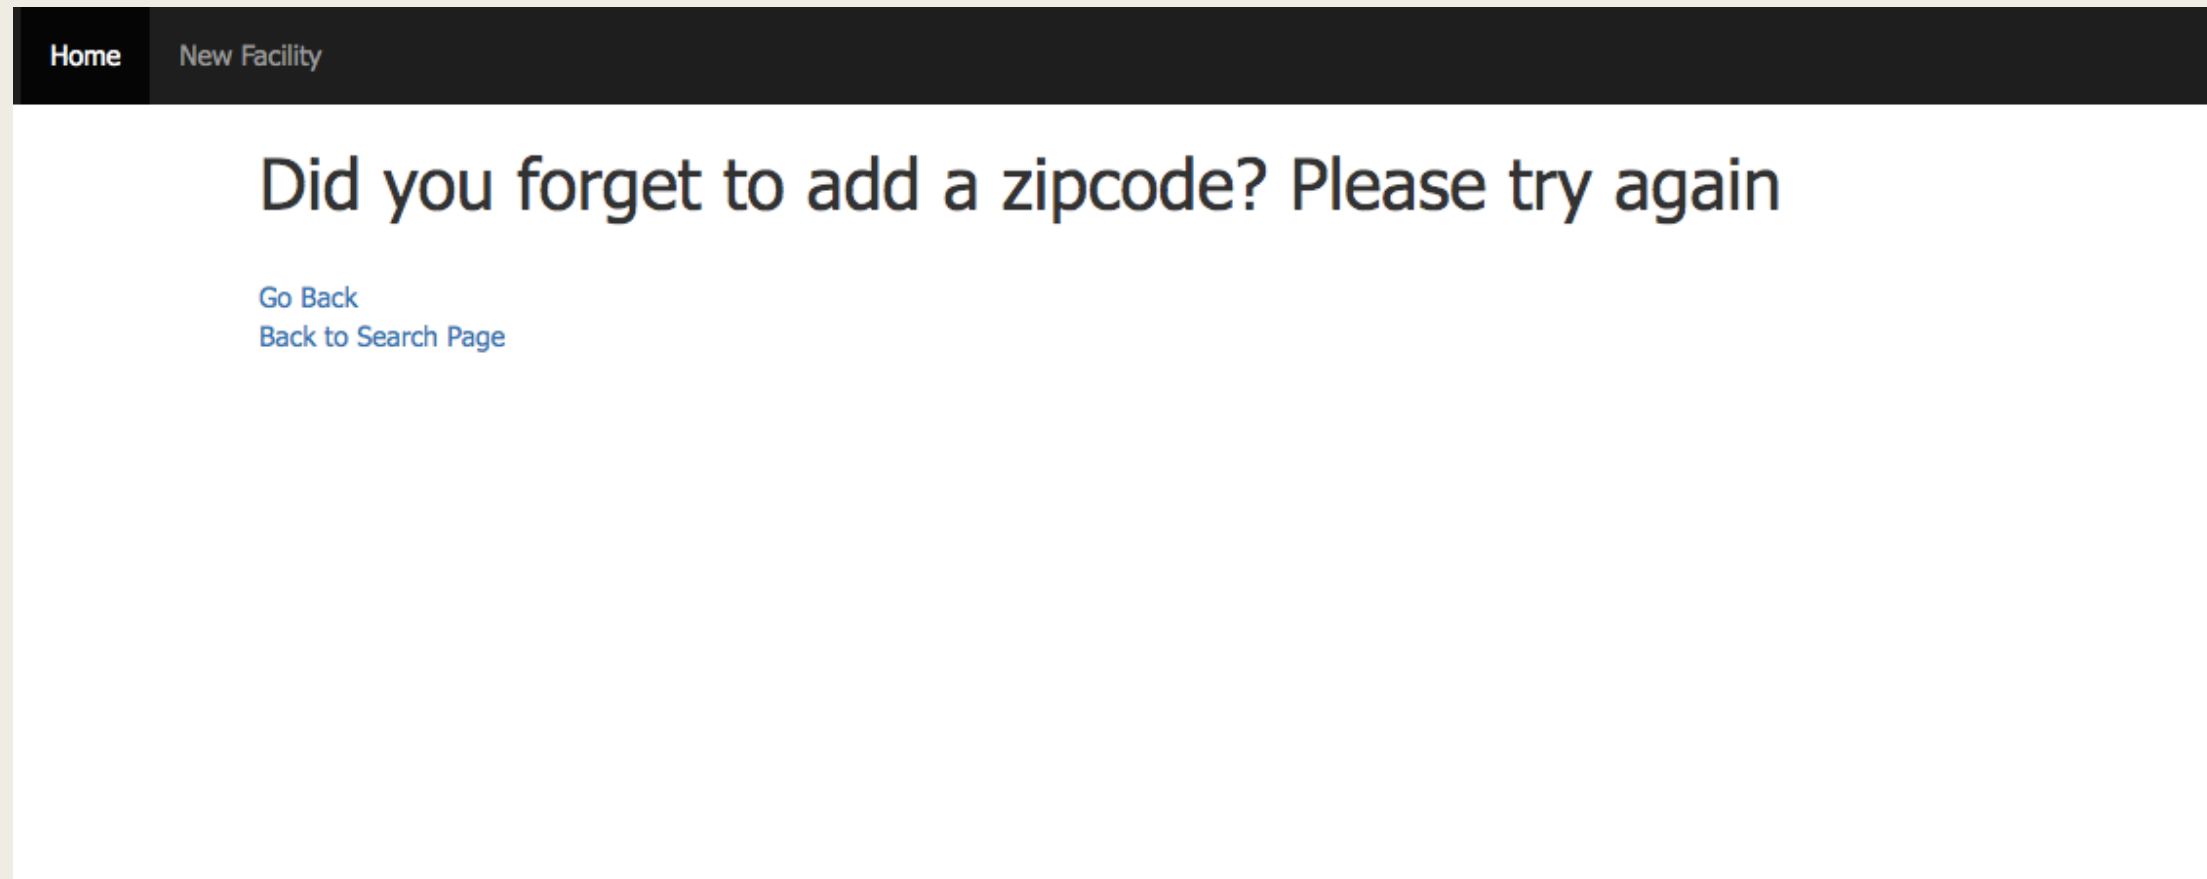 Home New Facility
Did you forget to add a zipcode? Please try again
Go Back
Back to Search Page